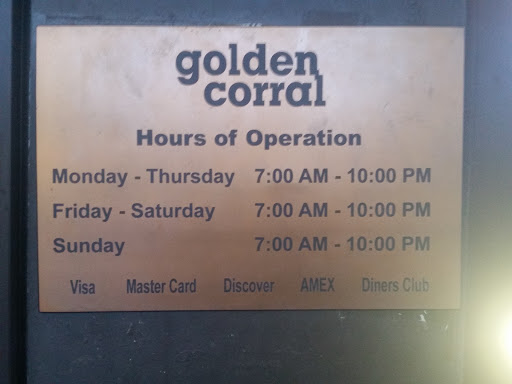 golden
corral
Hours of Operation
Monday - Thursday 7:00 AM - 10:00 PM
Friday - Saturday 7:00 AM - 10:00 PM
Sunday 7:00 AM - 10:00 PM
Visa Master Card Discover AMEX Diners Club